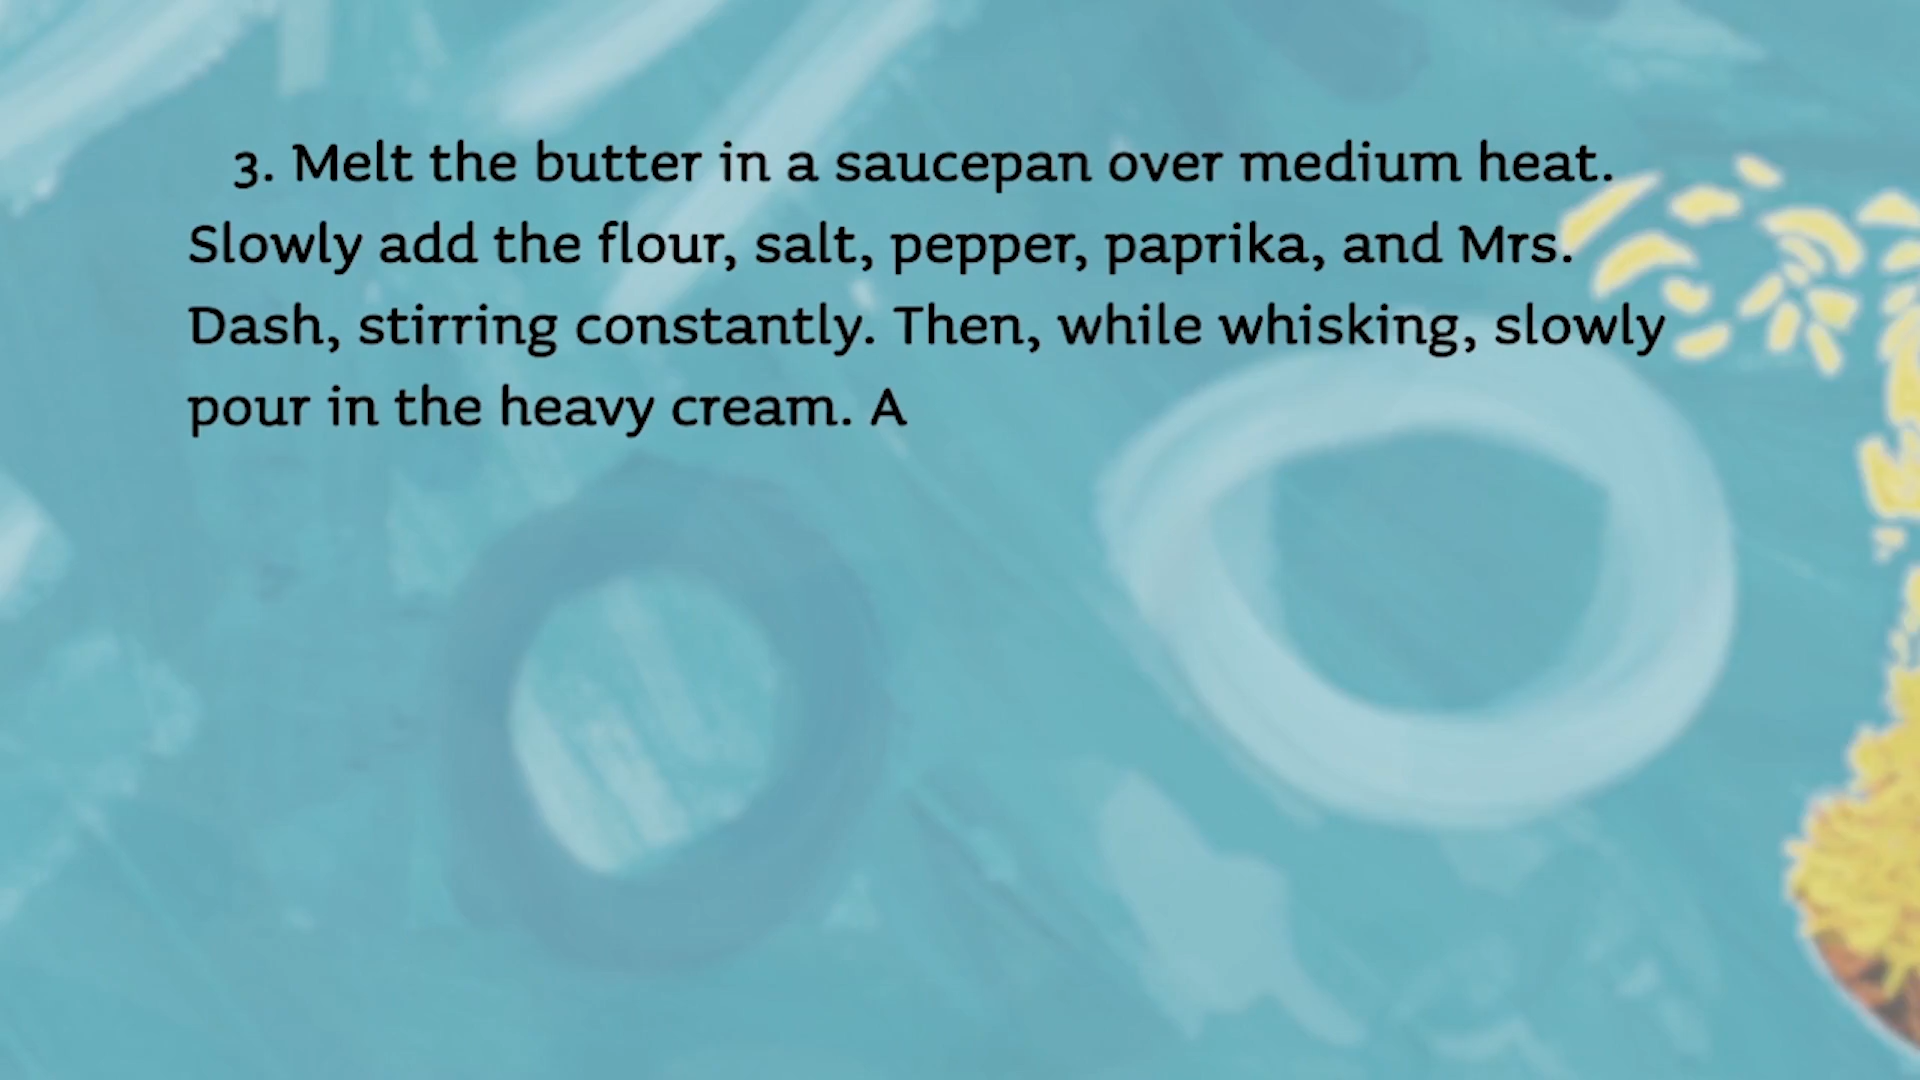 3. Melt the butter in a saucepan over medium heat.
Slowly add the flour, salt, pepper, paprika, and Mrs.
Dash, stirring constantly. Then, while whisking, slowly
pour in the heavy cream. A